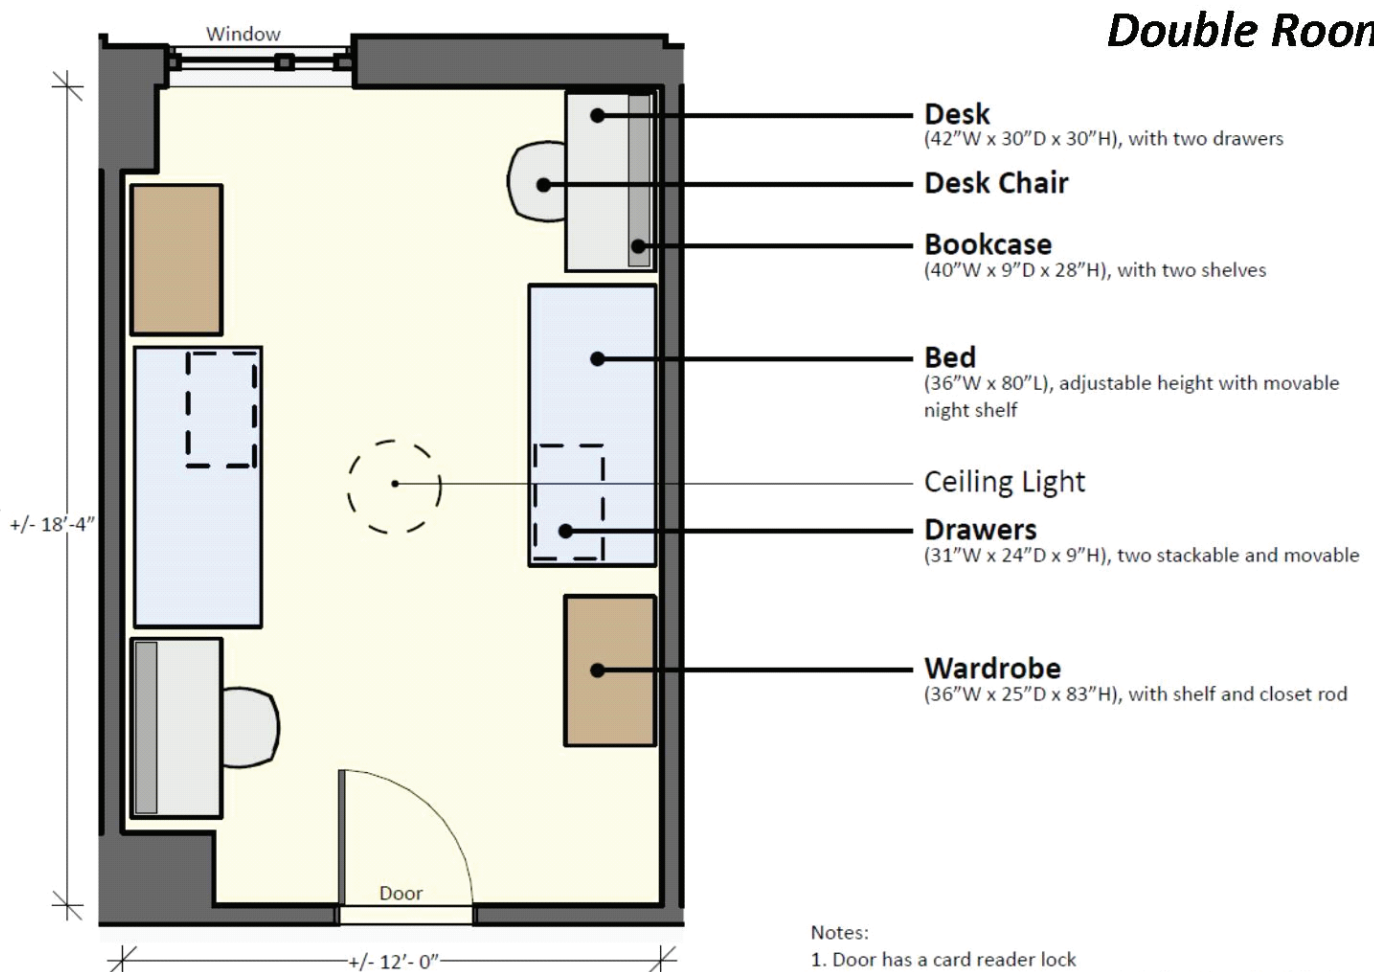 Double Room
Window
Desk
(42”W x 30”D x 30”H), with two drawers
Desk Chair
Bookcase
(40”W x 9”D x 28”H), with two shelves
Bed
(36”W x 80”L), adjustable height with movable
night shelf
Ceiling Light
+/- 18’-4”
Drawers
(31”W x 24”D x 9”H), two stackable and movable
Wardrobe
(36”W x 25”D x 83”H), with shelf and closet rod
Door
+/- 12’- 0”
Notes:
1. Door has a card reader lock